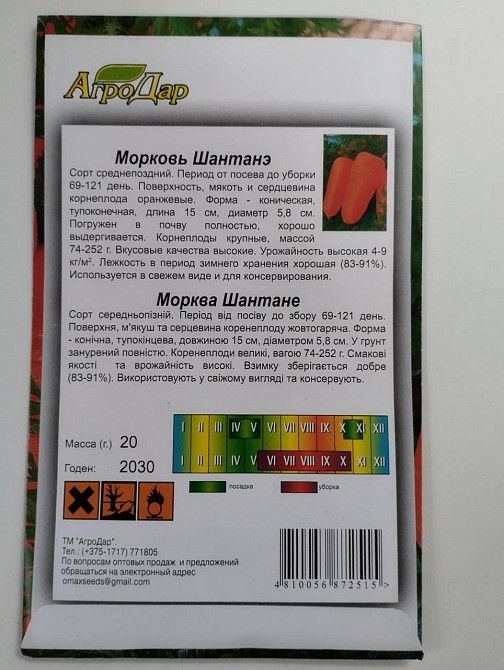 АгроДар
Морковь Шантанэ
Сорт среднепоздний. Период от посева до уборки
69-121 день. Поверхность, мякоть и сердцевина
корнеплода оранжевые. Форма - коническая,
тупоконечная, длина 15 см, диаметр 5,8 см.
Погружен в почву полностью, хорошо
выдергивается. Корнеплоды крупные, массой
74-252 г. Вкусовые качества высокие. Урожайность высокая 4-9
кг/м². Лежкость в период зимнего хранения хорошая (83-91%).
Используется в свежем виде и для консервирования.
Морква Шантане
Сорт середньопізній. Період від посіву до збору 69-121 день.
Поверхня, м'якуш та серцевина коренеплоду жовтогаряча. Форма
- конічна, тупокінцева, довжиною 15 см, діаметром 5,8 см. У грунт
занурений повністю. Коренеплоди великі, вагою 74-252 г. Смакові
якості та врожайність високі. Взимку зберігається добре
(83-91%). Використовують у свіжому вигляді та консервують.
Масса (г.) 20
Годен: 2030
I II III IV V VI VII VIII IX X XI XII
I II III IV V VI VII VIII IX X XI XII
посадка уборка
ТМ "АгроДар".
Тел.: (+375-1717) 771805
По вопросам оптовых продаж и предложений
обращаться на электронный адрес
omaxseeds@gmail.com
4 810056 872515 >